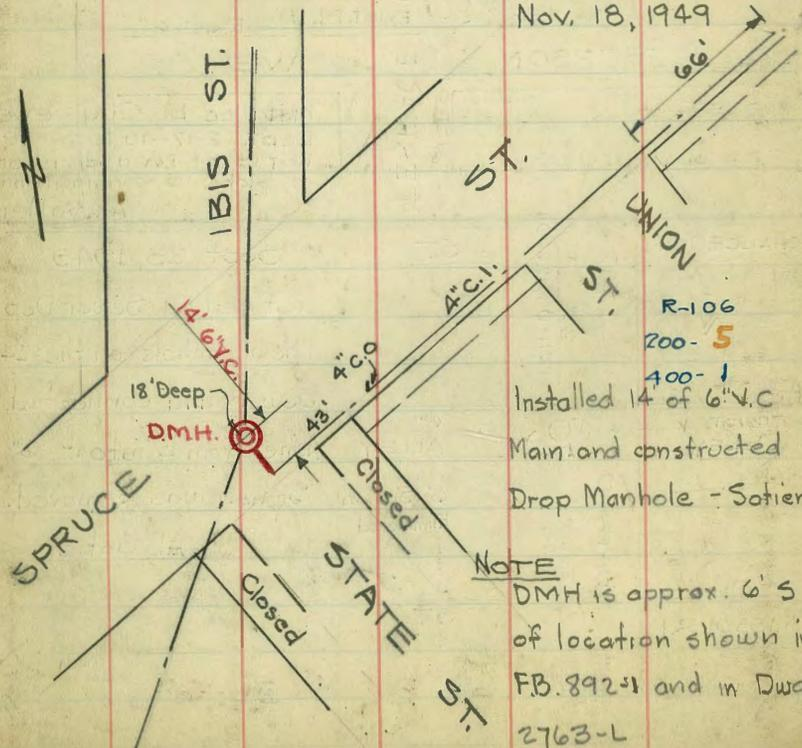 Nov. 18, 1949
66'
N
IBIS ST.
ST.
UNION
ST.
4" C.I.
4" C.O
43'
R-106
200- 5
400- 1
14'
6" V.C.
18' Deep
D.M.H.
Installed 14' of 6" V.C
Main and constructed
Drop Manhole - Sotier
SPRUCE
Closed
Closed
STATE
ST.
NOTE
DMH is approx. 6' S
of location shown
F.B. 892-1 and in
2763-L